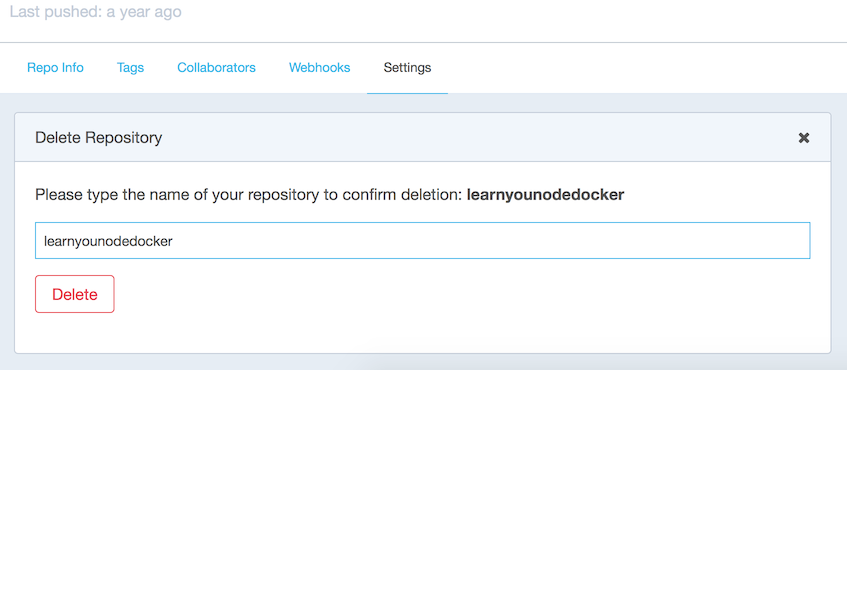 Last pushed: a year ago
Repo Info Tags Collaborators Webhooks Settings
Delete Repository
Please type the name of your repository to confirm deletion: learnyounodedocker
learnyounodedocker
Delete